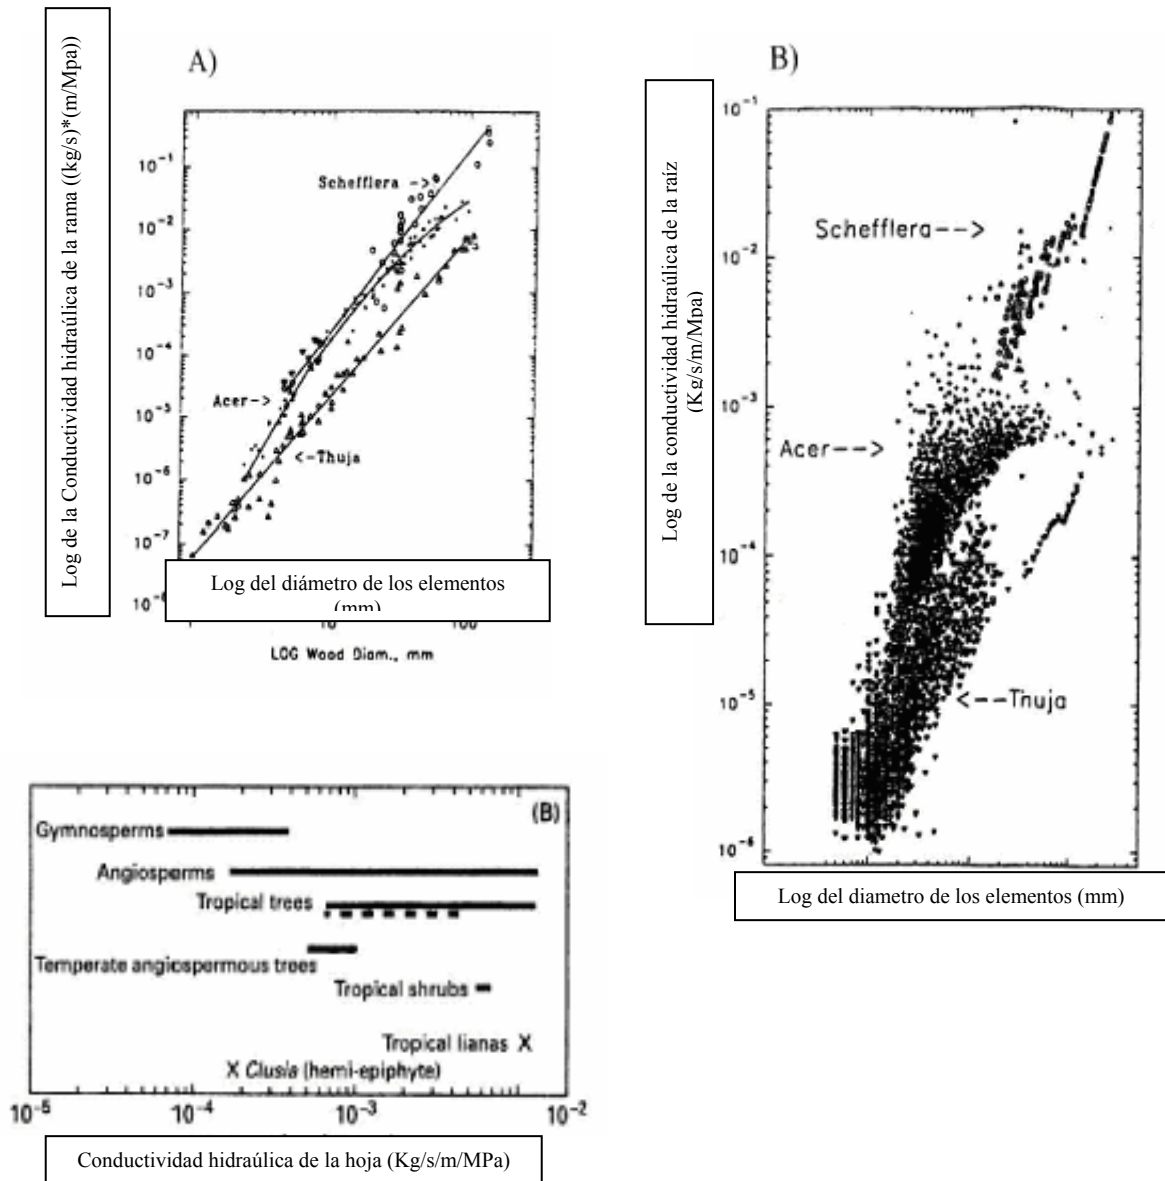 A)
Log de la Conductividad hidraúlica de la rama ((kg/s)*(m/Mpa))
10-1
10-2
10-3
10-4
10-5
10-6
10-7
Schefflera ->
Acer->
<-Thuja
Log del diámetro de los elementos
(mm)
10
100
LOG Wood Diam., mm
B)
Log de la conductividad hidraúlica de la raíz
(Kg/s/m/Mpa)
10-1
10-2
10-3
10-4
10-5
10-6
Schefflera-->
Acer-->
<--Thuja
Log del diametro de los elementos (mm)
(B)
Gymnosperms
Angiosperms
Tropical trees
Temperate angiospermous trees
Tropical shrubs
Tropical lianas X
X Clusia (hemi-epiphyte)
10-5
10-4
10-3
10-2
Conductividad hidraúlica de la hoja (Kg/s/m/MPa)